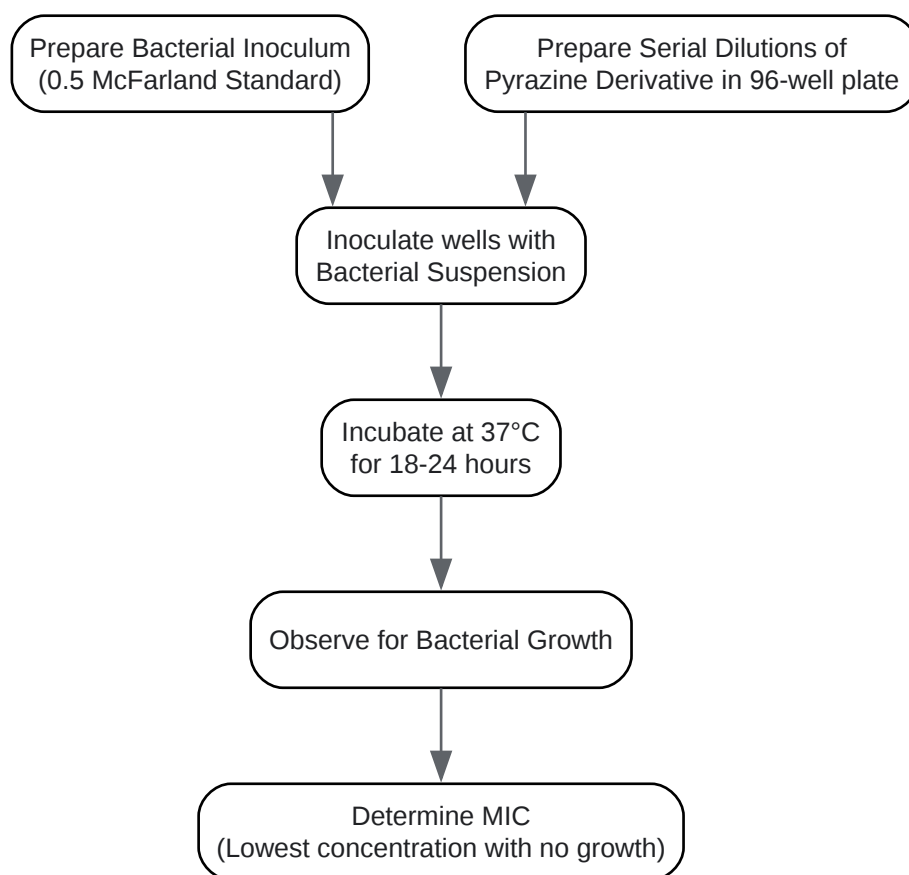 Prepare Bacterial Inoculum
(0.5 McFarland Standard)
Prepare Serial Dilutions of
Pyrazine Derivative in 96-well plate
Inoculate wells with
Bacterial Suspension
Incubate at 37°C
for 18-24 hours
Observe for Bacterial Growth
Determine MIC
(Lowest concentration with no growth)